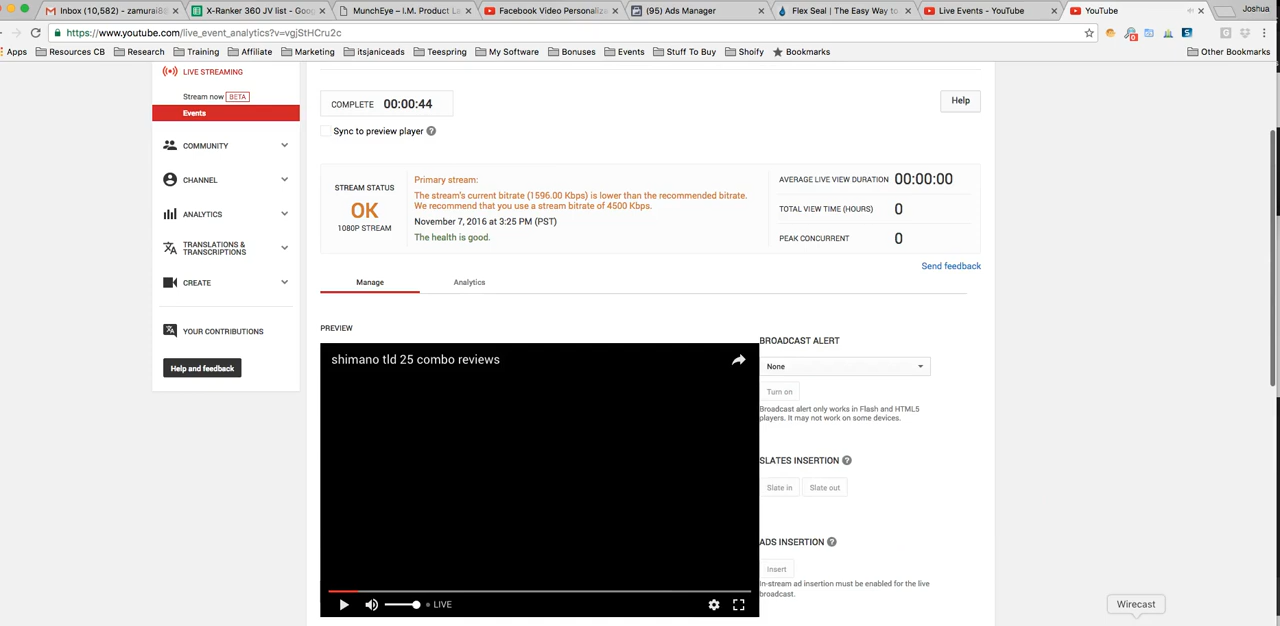 Inbox (10,582) - zamurai8
X-Ranker 360 JV list - Goog
MunchEye – I.M. Product La
Facebook Video Personaliz
(95) Ads Manager
Flex Seal | The Easy Way to
Live Events - YouTube
YouTube
Joshua
https://www.youtube.com/live_event_analytics?v=vgjStHCru2c
Apps
Resources CB
Research
Training
Affiliate
Marketing
itsjaniceads
Teespring
My Software
Bonuses
Events
Stuff To Buy
Shoify
Bookmarks
Other Bookmarks
LIVE STREAMING
Stream now BETA
Events
COMMUNITY
CHANNEL
ANALYTICS
TRANSLATIONS &
TRANSCRIPTIONS
CREATE
YOUR CONTRIBUTIONS
Help and feedback
COMPLETE 00:00:44
Help
Sync to preview player ?
STREAM STATUS
OK
1080P STREAM
Primary stream:
The stream's current bitrate (1596.00 Kbps) is lower than the recommended bitrate.
We recommend that you use a stream bitrate of 4500 Kbps.
November 7, 2016 at 3:25 PM (PST)
The health is good.
AVERAGE LIVE VIEW DURATION 00:00:00
TOTAL VIEW TIME (HOURS) 0
PEAK CONCURRENT 0
Send feedback
Manage
Analytics
PREVIEW
shimano tld 25 combo reviews
LIVE
BROADCAST ALERT
None
Turn on
Broadcast alert only works in Flash and HTML5
players. It may not work on some devices.
SLATES INSERTION ?
Slate in
Slate out
ADS INSERTION ?
Insert
In-stream ad insertion must be enabled for the live
broadcast.
Wirecast